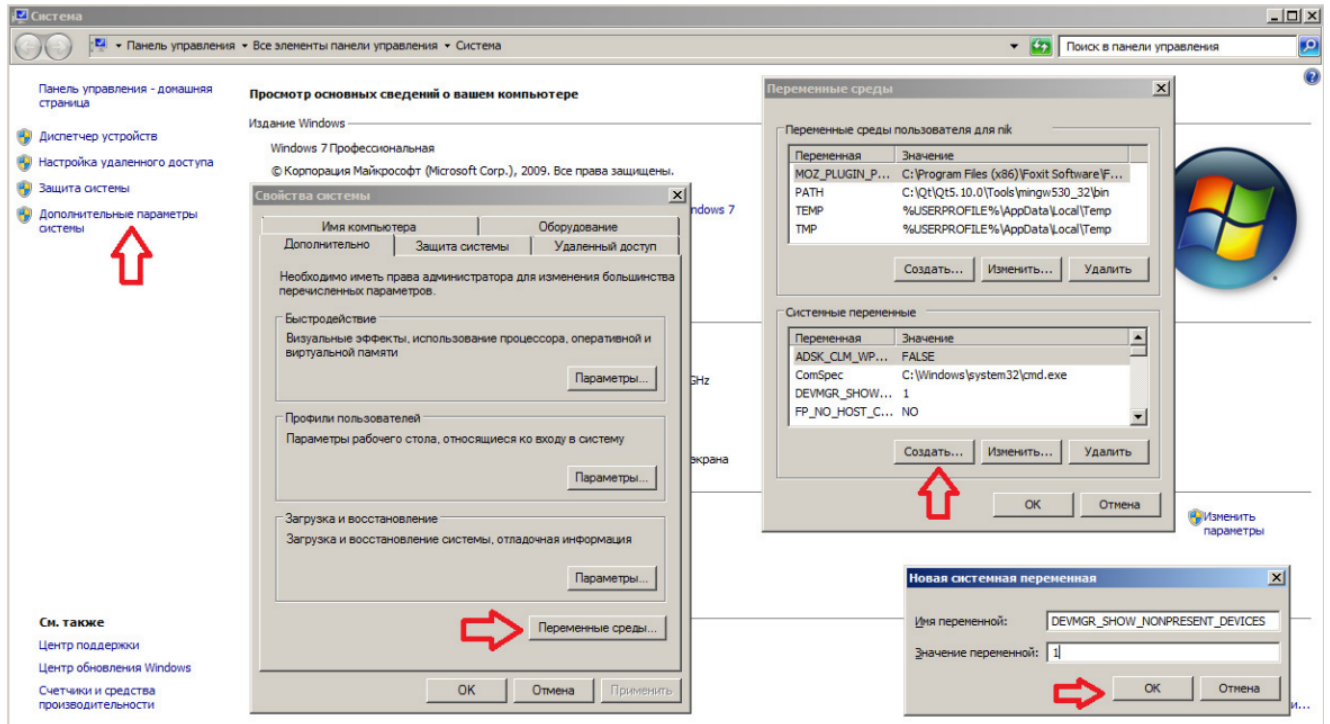 Система
Панель управления ▾ Все элементы панели управления ▾ Система
Поиск в панели управления
Панель управления - домашняя
страница
Диспетчер устройств
Настройка удаленного доступа
Защита системы
Дополнительные параметры
системы
См. также
Центр поддержки
Центр обновления Windows
Счетчики и средства
производительности
Просмотр основных сведений о вашем компьютере
Издание Windows
Windows 7 Профессиональная
© Корпорация Майкрософт (Microsoft Corp.), 2009. Все права защищены.
ndows 7
GHz
экрана
Изменить
параметры
и...
Свойства системы
Имя компьютера
Оборудование
Дополнительно
Защита системы
Удаленный доступ
Необходимо иметь права администратора для изменения большинства
перечисленных параметров.
Быстродействие
Визуальные эффекты, использование процессора, оперативной и
виртуальной памяти
Параметры...
Профили пользователей
Параметры рабочего стола, относящиеся ко входу в систему
Параметры...
Загрузка и восстановление
Загрузка и восстановление системы, отладочная информация
Параметры...
Переменные среды...
OK Отмена Применить
Переменные среды
Переменные среды пользователя для nik
Переменная Значение
MOZ_PLUGIN_P... C:\Program Files (x86)\Foxit Software\F...
PATH C:\Qt\Qt5.10.0\Tools\mingw530_32\bin
TEMP %USERPROFILE%\AppData\Local\Temp
TMP %USERPROFILE%\AppData\Local\Temp
Создать... Изменить... Удалить
Системные переменные
Переменная Значение
ADSK_CLM_WP... FALSE
ComSpec C:\Windows\system32\cmd.exe
DEVMGR_SHOW... 1
FP_NO_HOST_C... NO
Создать... Изменить... Удалить
OK Отмена
Новая системная переменная
Имя переменной: DEVMGR_SHOW_NONPRESENT_DEVICES
Значение переменной: 1
OK Отмена